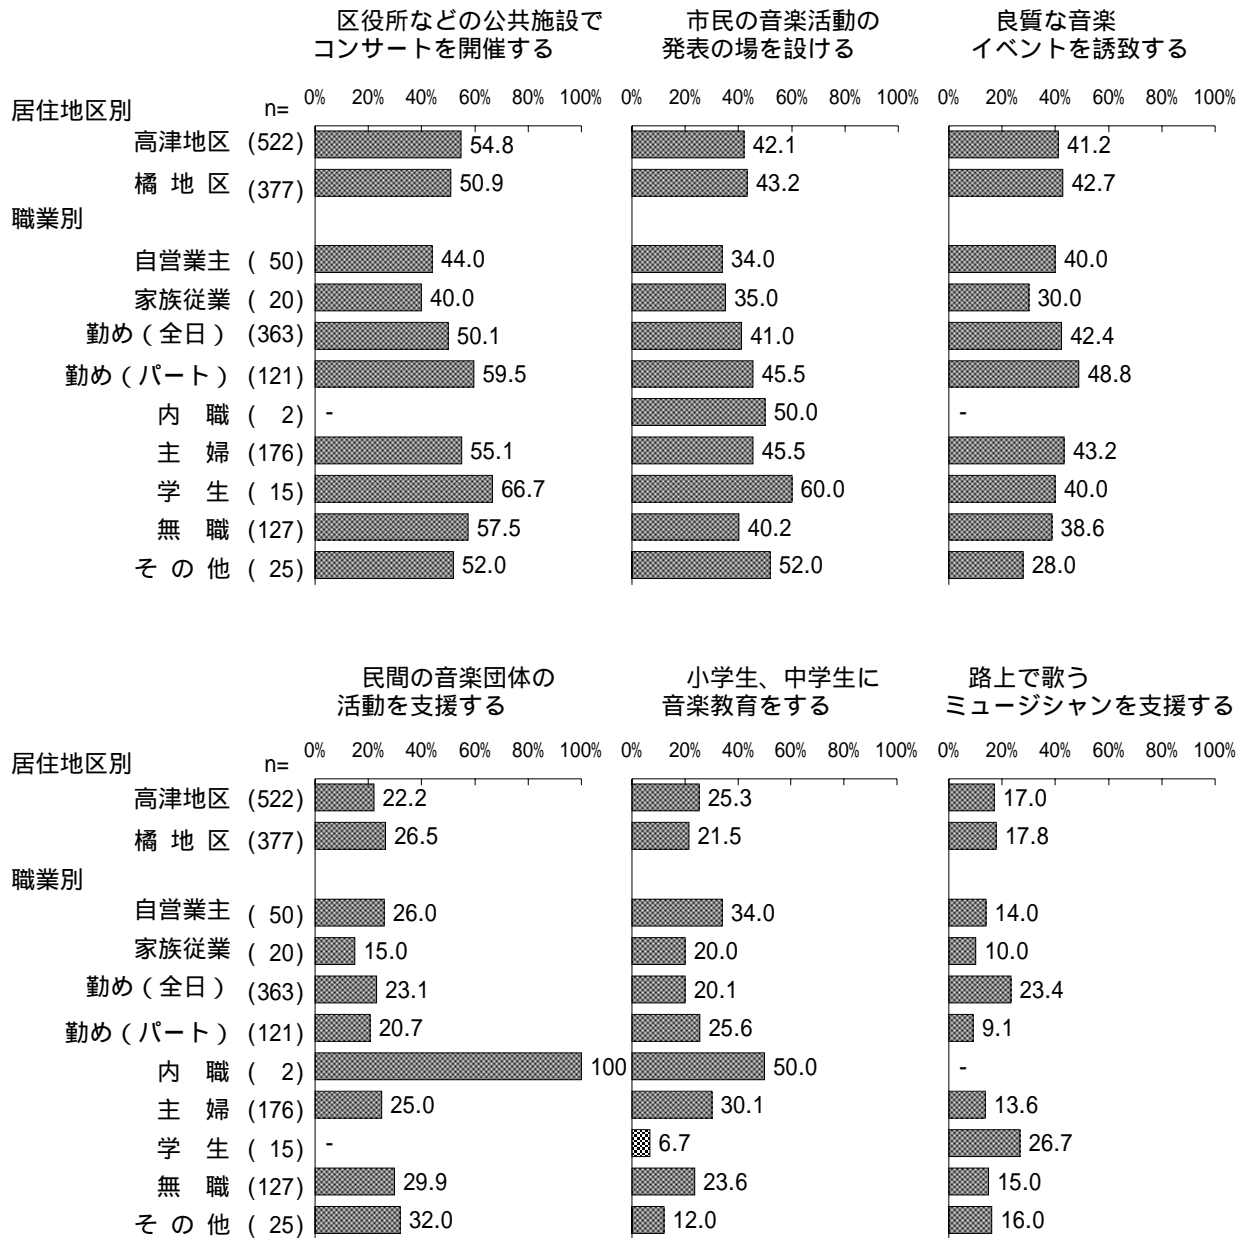 区役所などの公共施設で 市民の音楽活動の 良質な音楽
コンサートを開催する 発表の場を設ける イベントを誘致する
居住地区別 n= 0% 20% 40% 60% 80% 100% 0% 20% 40% 60% 80% 100% 0% 20% 40% 60% 80% 100%
高津地区 (522) 54.8 42.1 41.2
橘地区 (377) 50.9 43.2 42.7
職業別
自営業主 ( 50) 44.0 34.0 40.0
家族従業 ( 20) 40.0 35.0 30.0
勤め(全日) (363) 50.1 41.0 42.4
勤め(パート) (121) 59.5 45.5 48.8
内 職 ( 2) - 50.0 -
主 婦 (176) 55.1 45.5 43.2
学 生 ( 15) 66.7 60.0 40.0
無 職 (127) 57.5 40.2 38.6
その他 ( 25) 52.0 52.0 28.0
民間の音楽団体の 小学生、中学生に 路上で歌う
活動を支援する 音楽教育をする ミュージシャンを支援する
居住地区別 n= 0% 20% 40% 60% 80% 100% 0% 20% 40% 60% 80% 100% 0% 20% 40% 60% 80% 100%
高津地区 (522) 22.2 25.3 17.0
橘地区 (377) 26.5 21.5 17.8
職業別
自営業主 ( 50) 26.0 34.0 14.0
家族従業 ( 20) 15.0 20.0 10.0
勤め(全日) (363) 23.1 20.1 23.4
勤め(パート) (121) 20.7 25.6 9.1
内 職 ( 2) 100 50.0 -
主 婦 (176) 25.0 30.1 13.6
学 生 ( 15) - 6.7 26.7
無 職 (127) 29.9 23.6 15.0
その他 ( 25) 32.0 12.0 16.0